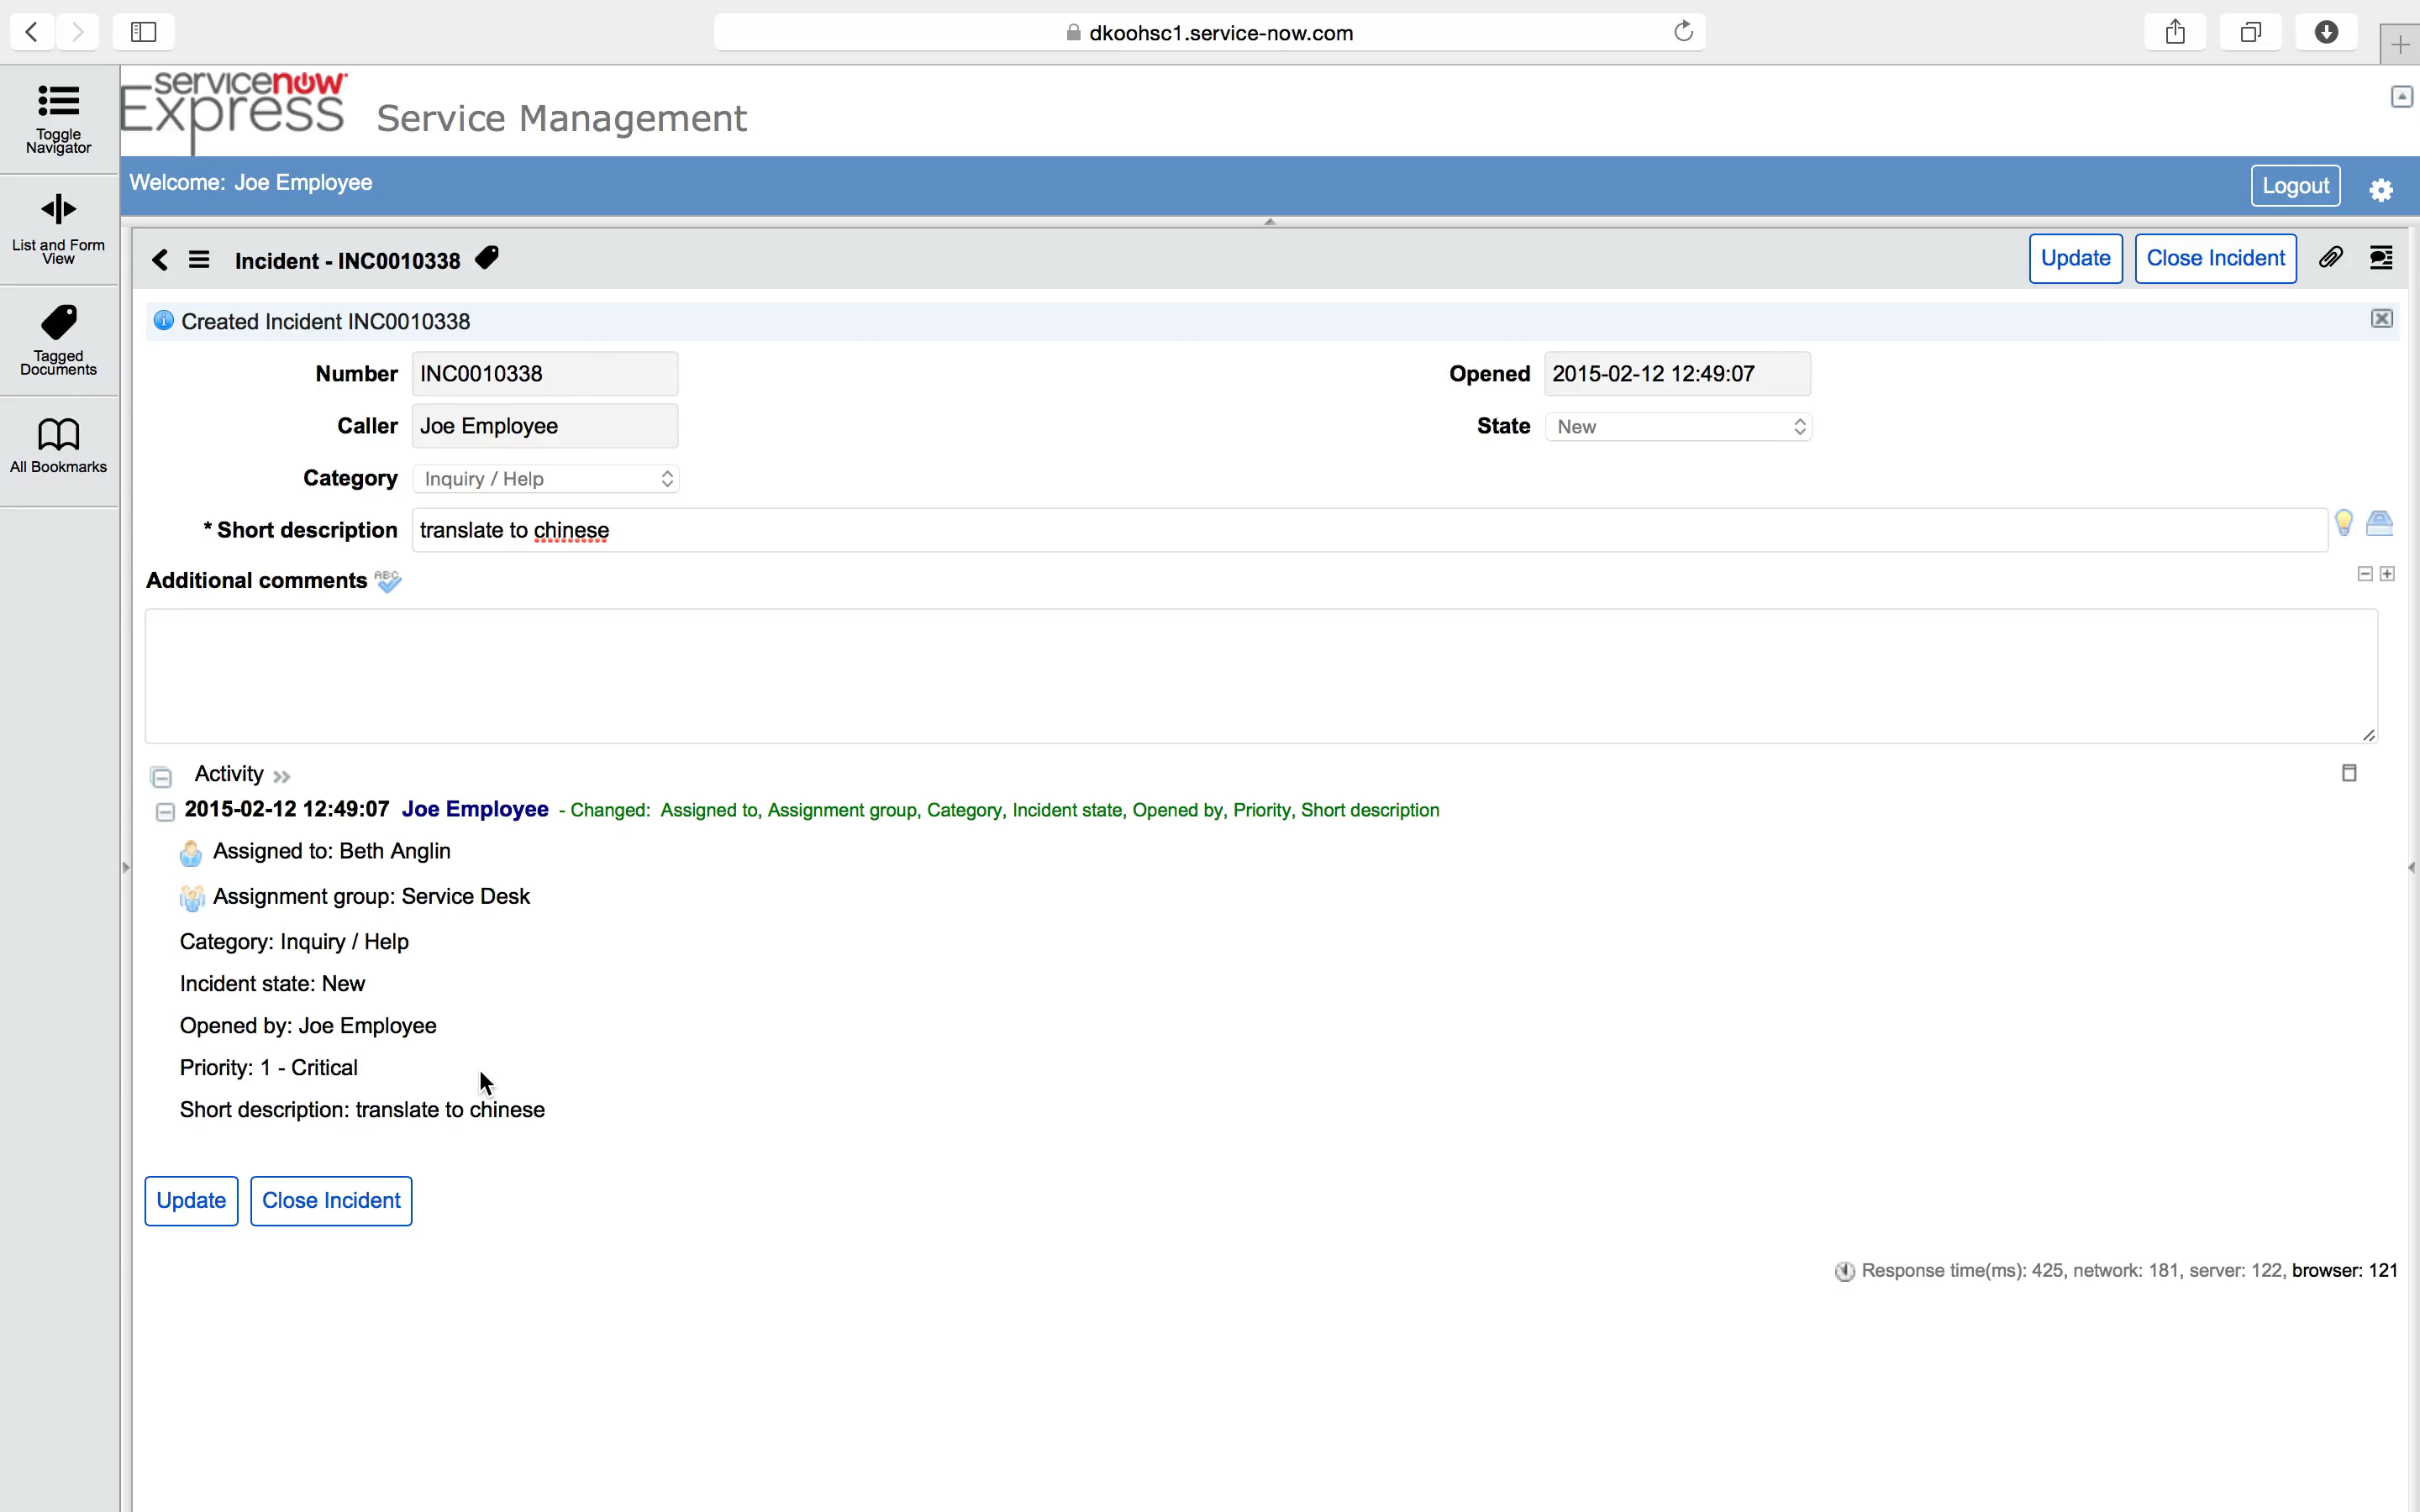 dkoohsc1.service-now.com
servicenow
Express Service Management
Toggle
Navigator
Welcome: Joe Employee
Logout
List and Form
View
Incident - INC0010338
Update
Close Incident
Created Incident INC0010338
Tagged
Documents
Number INC0010338
Opened 2015-02-12 12:49:07
Caller Joe Employee
State New
All Bookmarks
Category Inquiry / Help
* Short description translate to chinese
Additional comments ABC
Activity »
2015-02-12 12:49:07 Joe Employee - Changed: Assigned to, Assignment group, Category, Incident state, Opened by, Priority, Short description
Assigned to: Beth Anglin
Assignment group: Service Desk
Category: Inquiry / Help
Incident state: New
Opened by: Joe Employee
Priority: 1 - Critical
Short description: translate to chinese
Update
Close Incident
Response time(ms): 425, network: 181, server: 122, browser: 121